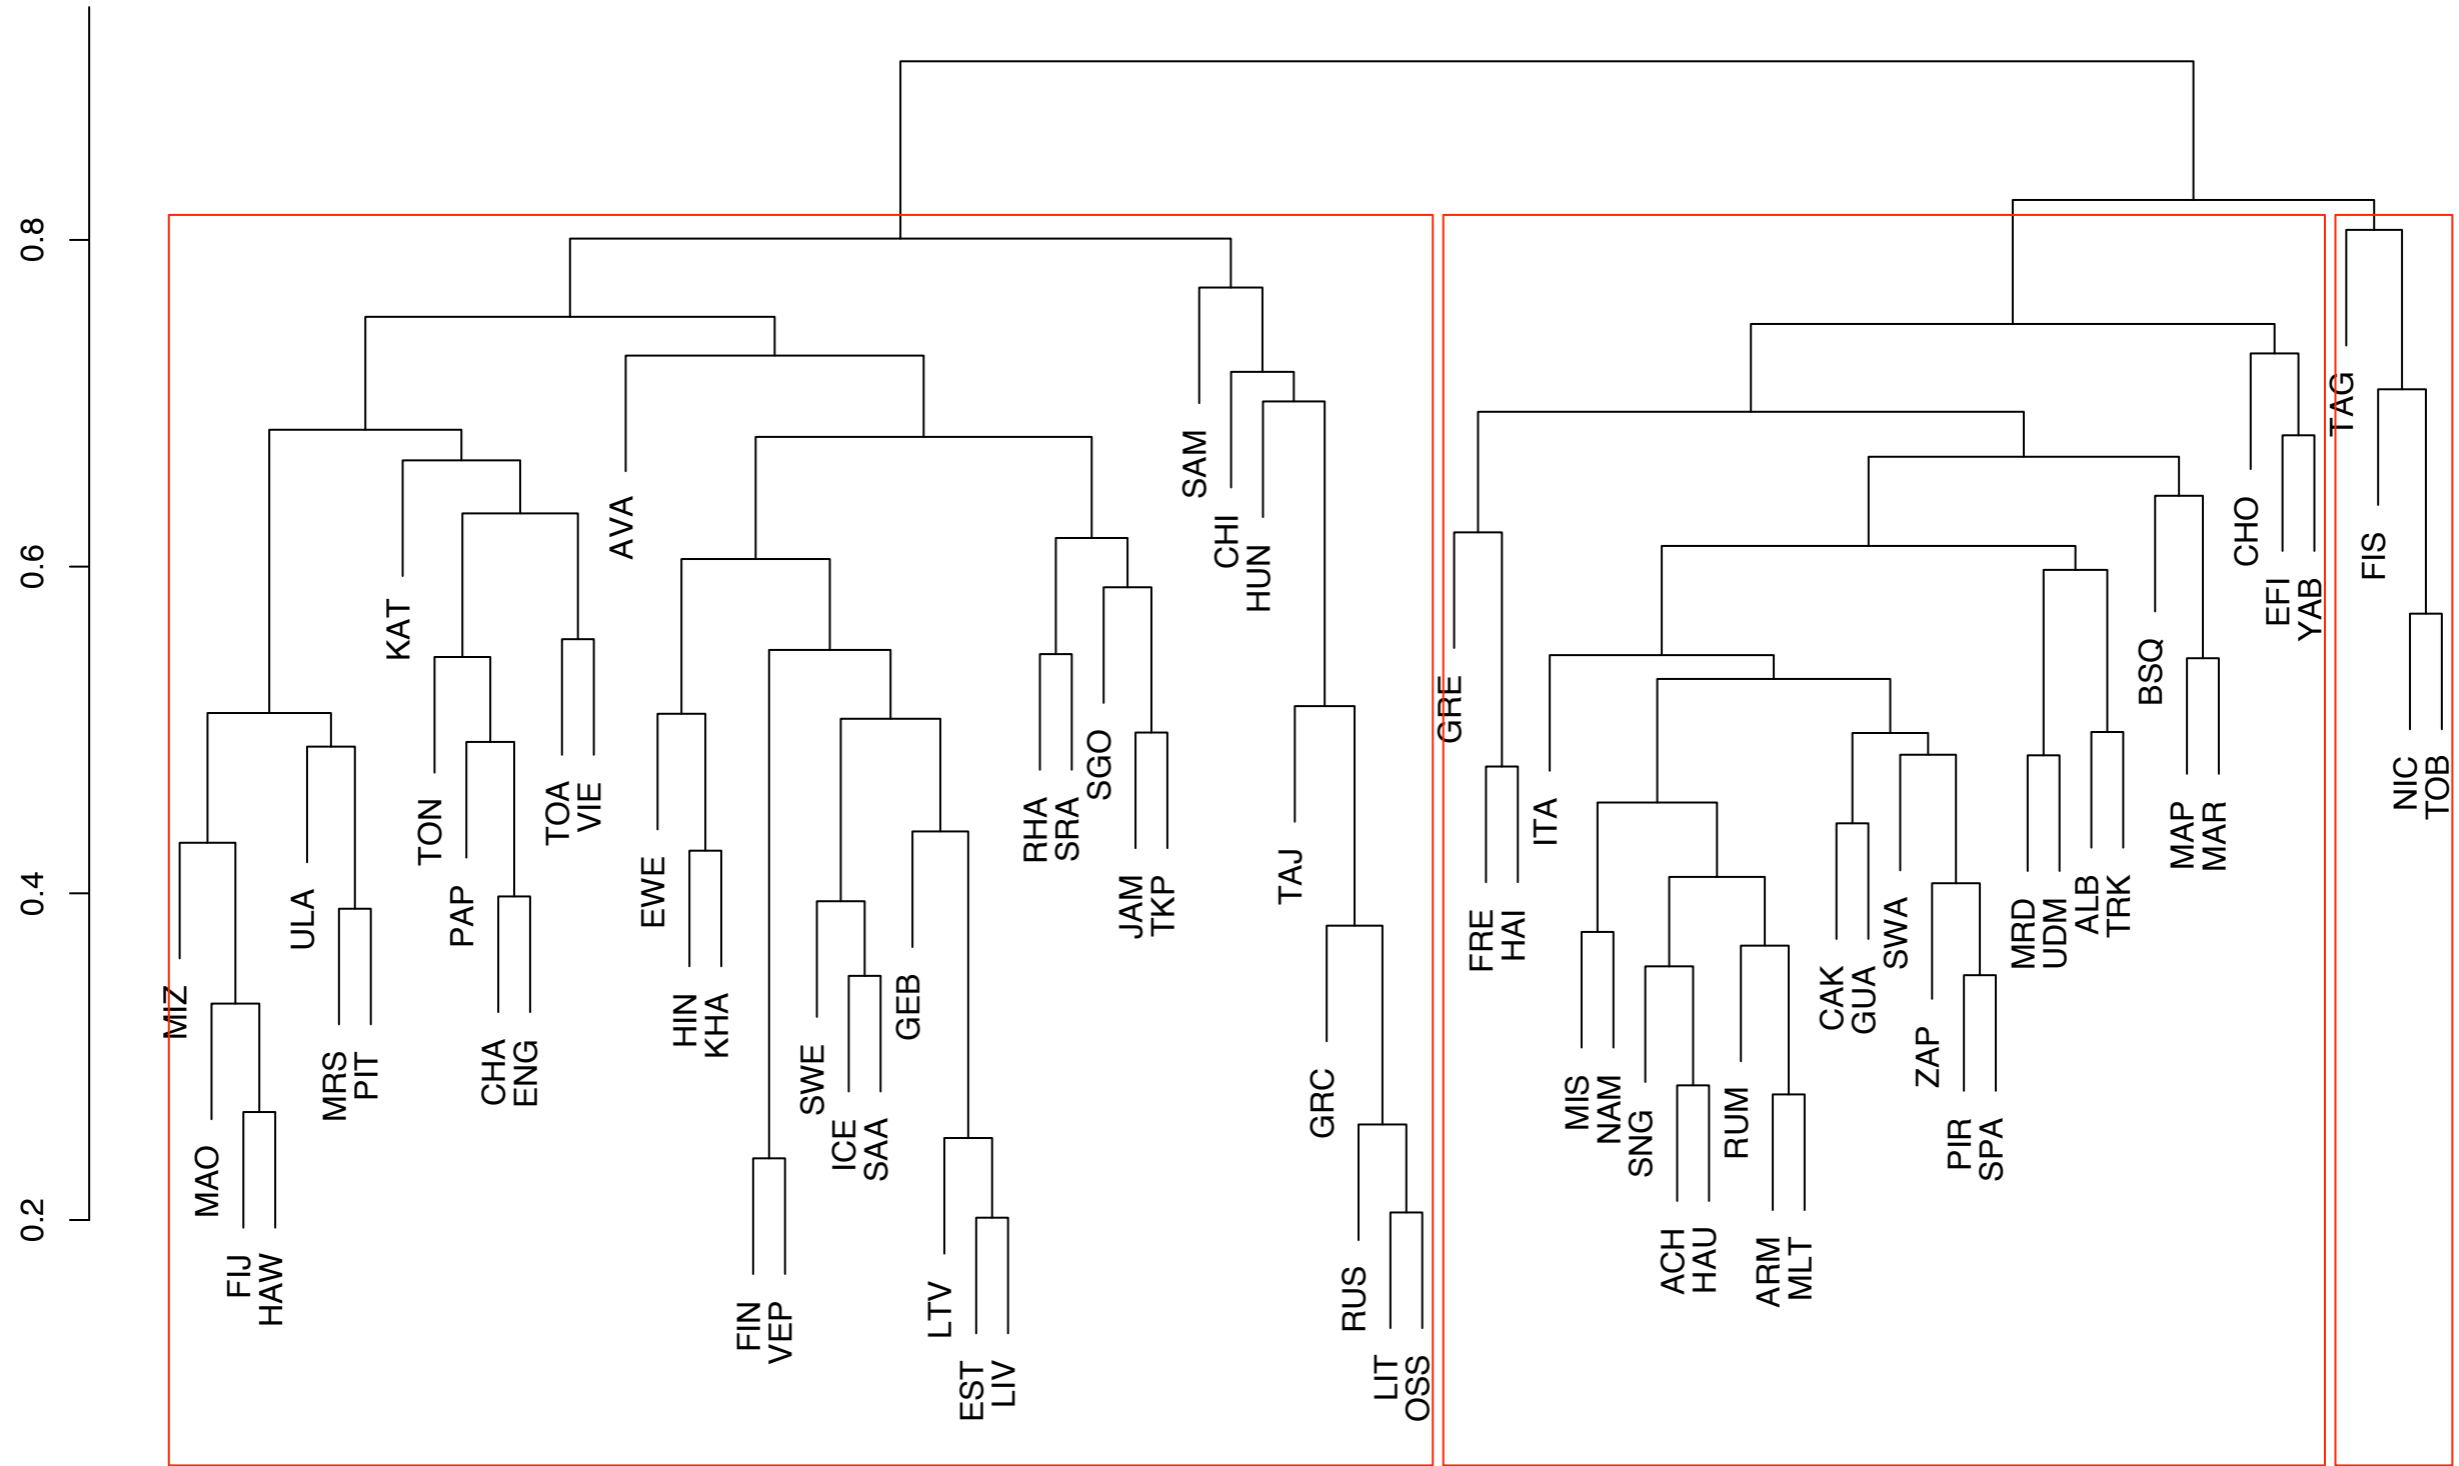 0.8
0.6
0.4
0.2
MIZ
MAO
FIJ
HAW
ULA
MRS
PIT
KAT
TON
PAP
CHA
ENG
TOA
VIE
AVA
EWE
HIN
KHA
FIN
VEP
SWE
ICE
SAA
GEB
LTV
EST
LIV
RHA
SRA
SGO
JAM
TKP
SAM
CHI
HUN
TAJ
GRC
RUS
LIT
OSS
GRE
FRE
HAI
ITA
MIS
NAM
SNG
ACH
HAU
RUM
ARM
MLT
CAK
GUA
SWA
ZAP
PIR
SPA
MRD
UDM
ALB
TRK
BSQ
MAP
MAR
CHO
EFI
YAB
TAG
FIS
NIC
TOB